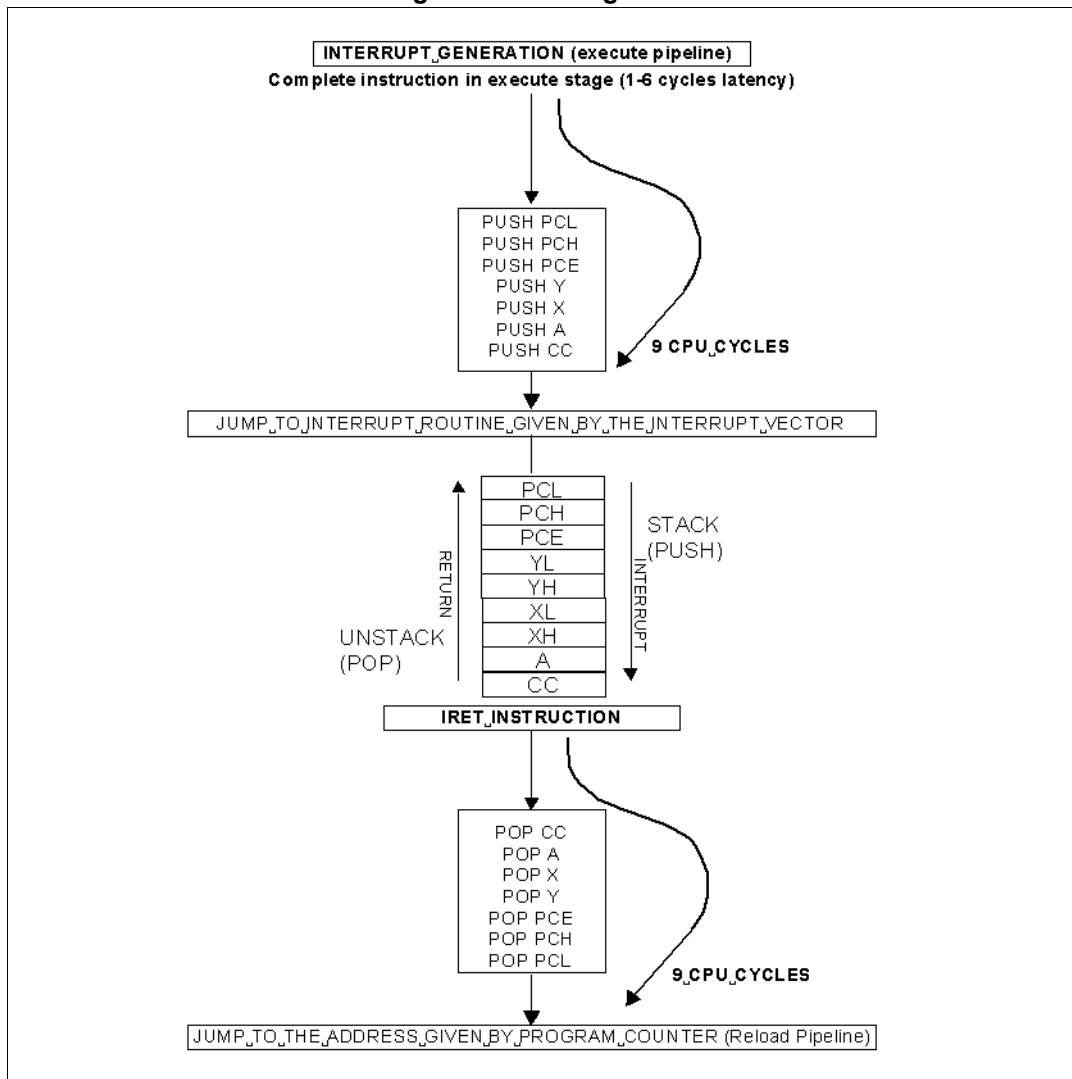 INTERRUPT␣GENERATION (execute pipeline)
Complete instruction in execute stage (1-6 cycles latency)
PUSH PCL
PUSH PCH
PUSH PCE
PUSH Y
PUSH X
PUSH A
PUSH CC
9 CPU␣CYCLES
JUMP␣TO␣INTERRUPT␣ROUTINE␣GIVEN␣BY␣THE␣INTERRUPT␣VECTOR
PCL
PCH
PCE
YL
YH
XL
XH
A
CC
RETURN
UNSTACK
(POP)
STACK
(PUSH)
INTERRUPT
IRET␣INSTRUCTION
POP CC
POP A
POP X
POP Y
POP PCE
POP PCH
POP PCL
9␣CPU␣CYCLES
JUMP␣TO␣THE␣ADDRESS␣GIVEN␣BY␣PROGRAM␣COUNTER (Reload Pipeline)